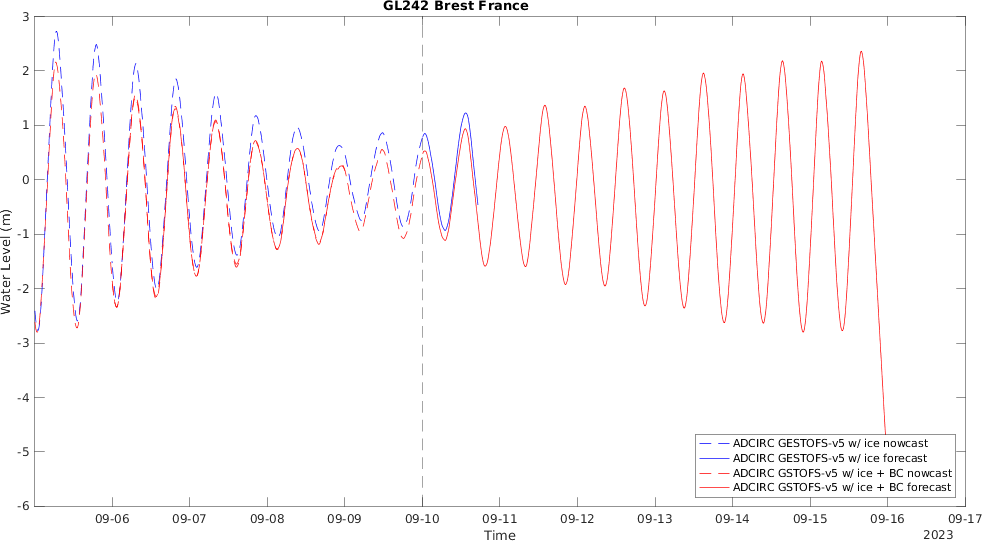 GL242 Brest France
3
2
1
0
-1
-2
-3
-4
-5
-6
Water Level (m)
ADCIRC GESTOFS-v5 w/ ice nowcast
ADCIRC GESTOFS-v5 w/ ice forecast
ADCIRC GSTOFS-v5 w/ ice + BC nowcast
ADCIRC GSTOFS-v5 w/ ice + BC forecast
09-06 09-07 09-08 09-09 09-10 09-11 09-12 09-13 09-14 09-15 09-16 09-17
Time
2023